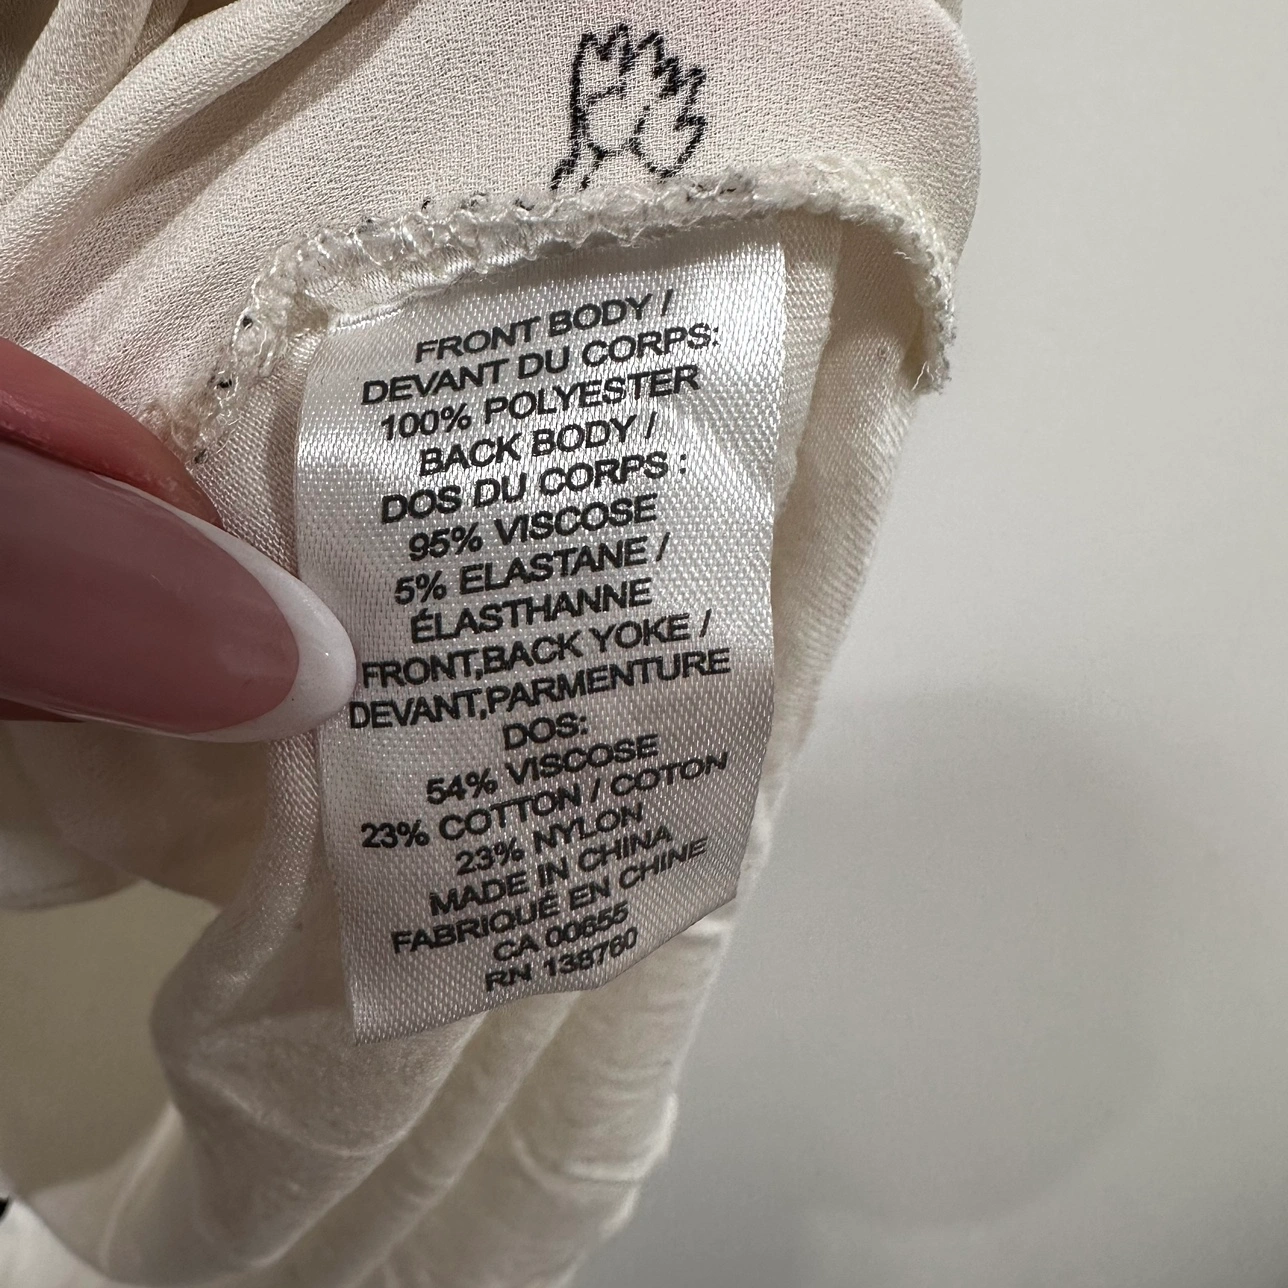 FRONT BODY /
DEVANT DU CORPS:
100% POLYESTER
BACK BODY /
DOS DU CORPS :
95% VISCOSE
5% ELASTANE /
ÉLASTHANNE
FRONT,BACK YOKE /
DEVANT,PARMENTURE
DOS:
54% VISCOSE
23% COTTON / COTON
23% NYLON
MADE IN CHINA
FABRIQUÉ EN CHINE
CA 00655
RN 138760